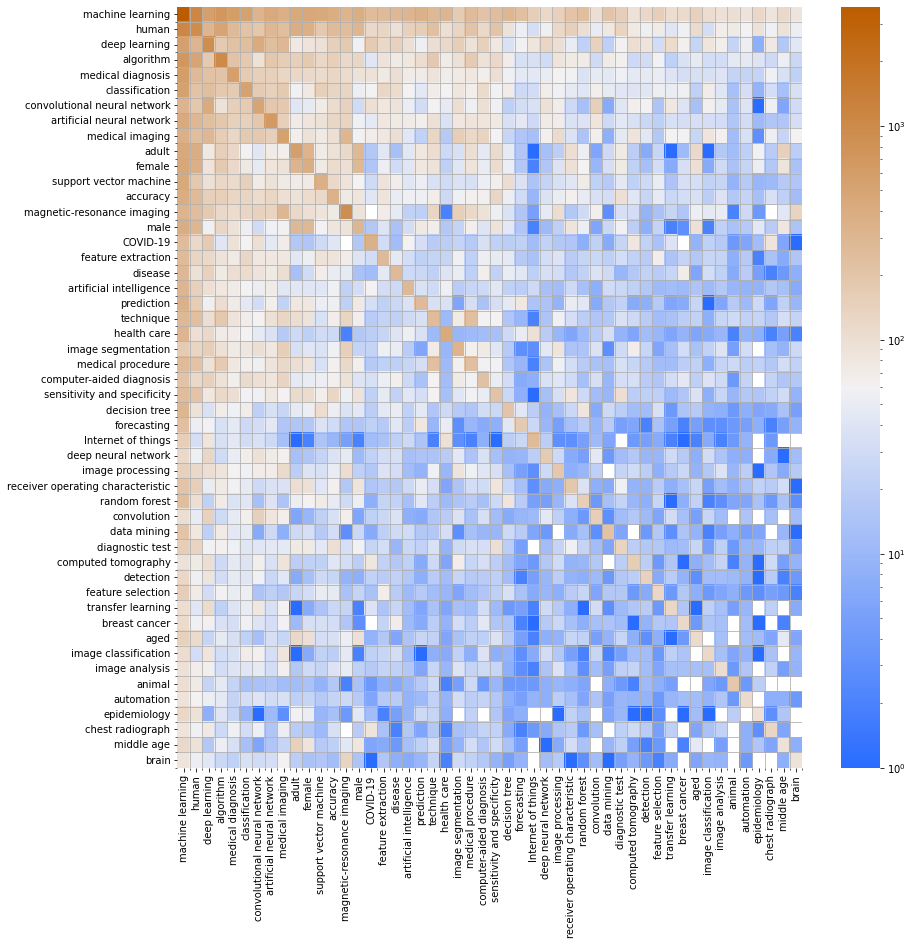 machine learning
human
deep learning
algorithm
medical diagnosis
classification
convolutional neural network
artificial neural network
medical imaging
adult
female
support vector machine
accuracy
magnetic-resonance imaging
male
COVID-19
feature extraction
disease
artificial intelligence
prediction
technique
health care
image segmentation
medical procedure
computer-aided diagnosis
sensitivity and specificity
decision tree
forecasting
Internet of things
deep neural network
image processing
receiver operating characteristic
random forest
convolution
data mining
diagnostic test
computed tomography
detection
feature selection
transfer learning
breast cancer
aged
image classification
image analysis
animal
automation
epidemiology
chest radiograph
middle age
brain
machine learning
human
deep learning
algorithm
medical diagnosis
classification
convolutional neural network
artificial neural network
medical imaging
adult
female
support vector machine
accuracy
magnetic-resonance imaging
male
COVID-19
feature extraction
disease
artificial intelligence
prediction
technique
health care
image segmentation
medical procedure
computer-aided diagnosis
sensitivity and specificity
decision tree
forecasting
Internet of things
deep neural network
image processing
receiver operating characteristic
random forest
convolution
data mining
diagnostic test
computed tomography
detection
feature selection
transfer learning
breast cancer
aged
image classification
image analysis
animal
automation
epidemiology
chest radiograph
middle age
brain
10³
10²
10¹
10⁰